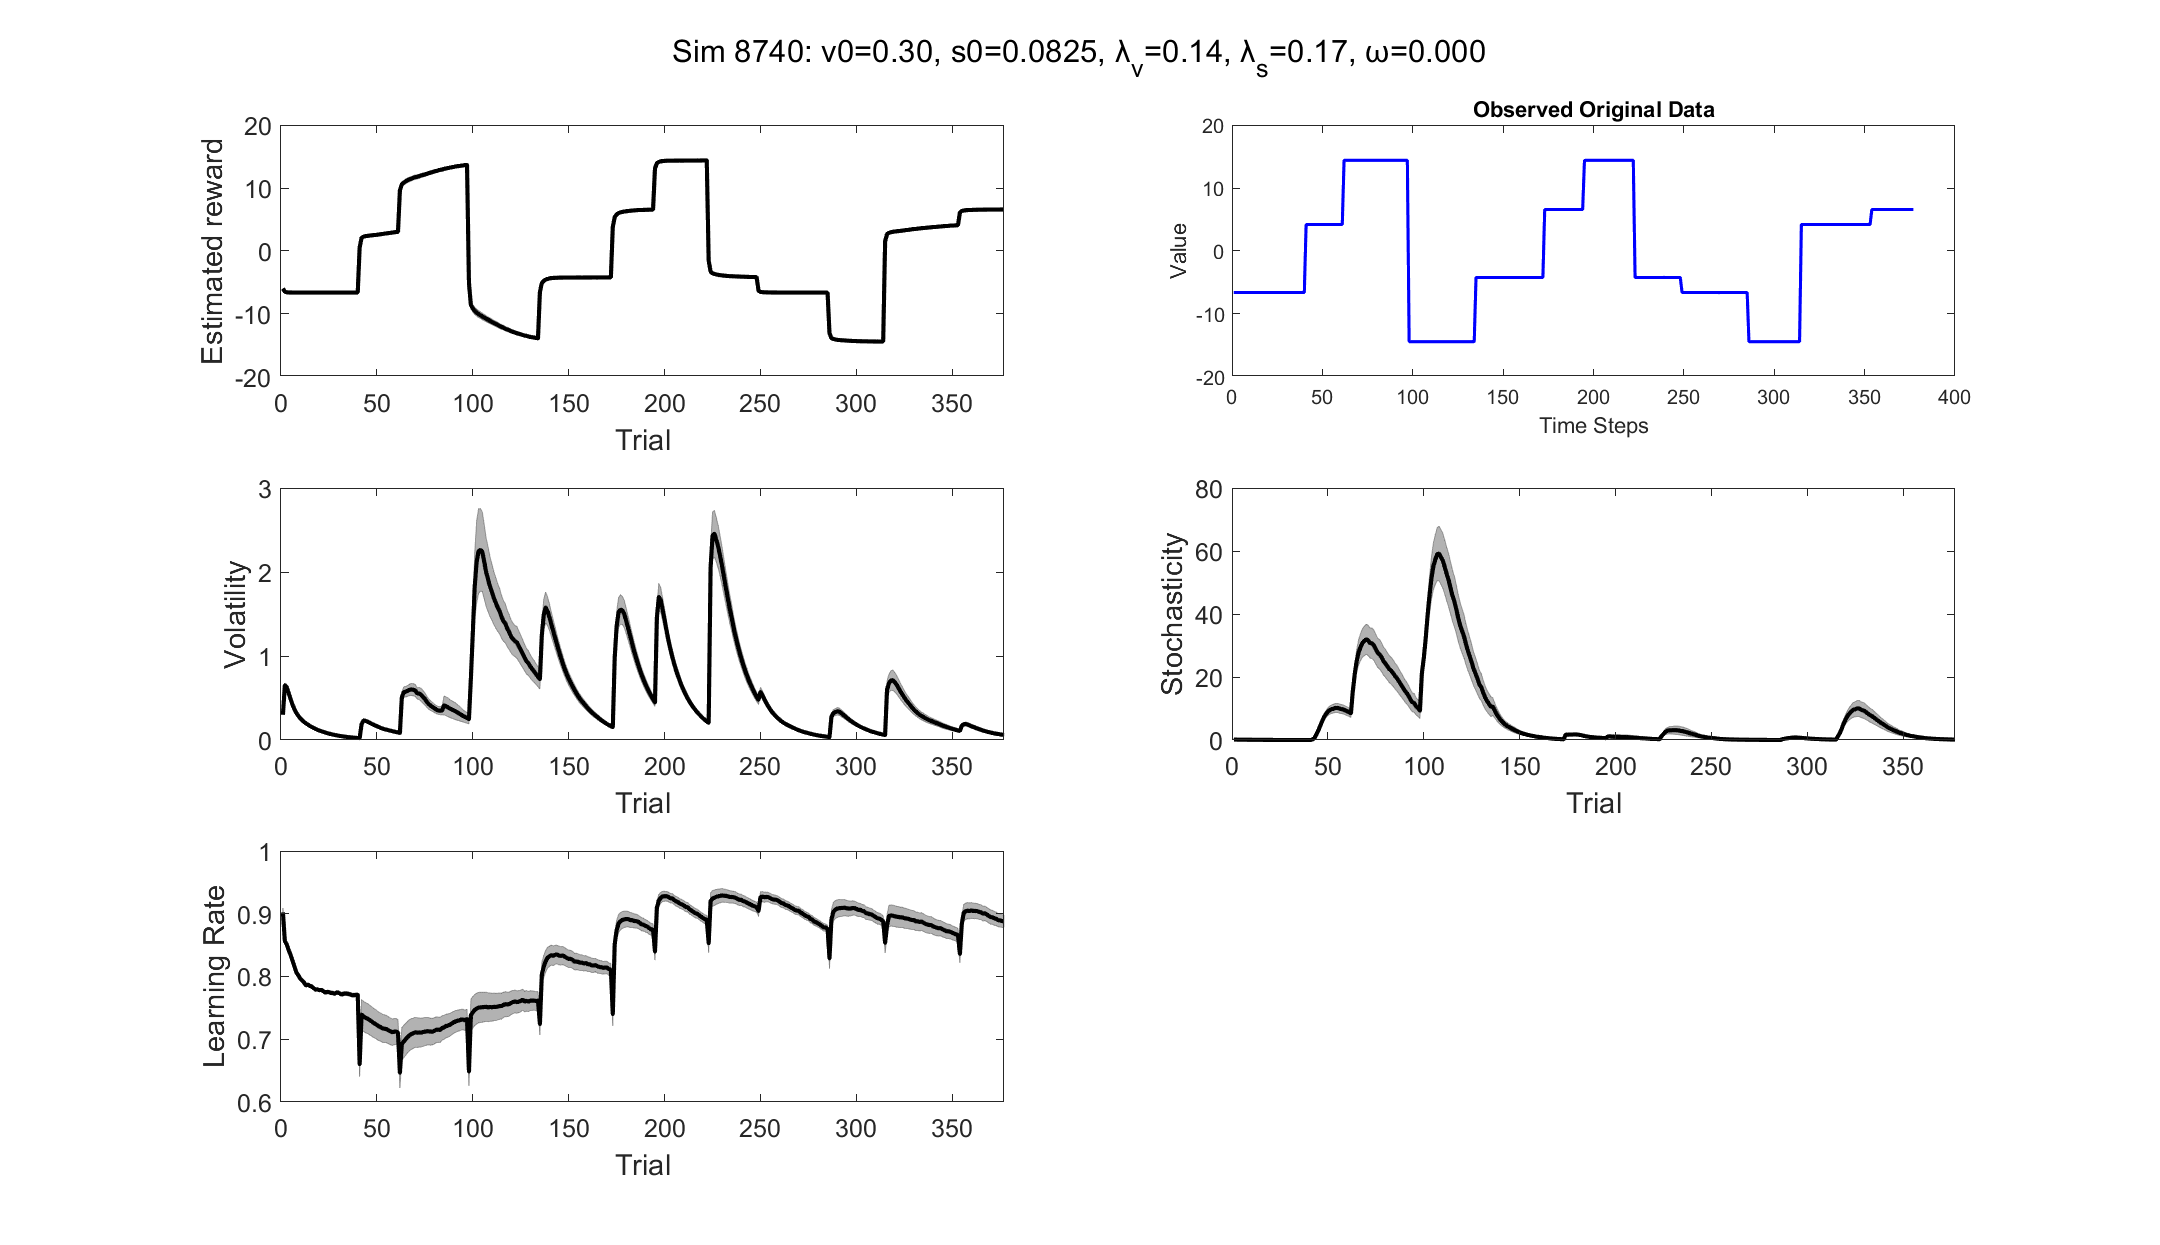 Sim 8740: v0=0.30, s0=0.0825, λv=0.14, λs=0.17, ω=0.000
20
10
0
-10
-20
Estimated reward
0 50 100 150 200 250 300 350
Trial
Observed Original Data
20
10
0
-10
-20
Value
0 50 100 150 200 250 300 350 400
Time Steps
3
2
1
0
Volatility
0 50 100 150 200 250 300 350
Trial
80
60
40
20
0
Stochasticity
0 50 100 150 200 250 300 350
Trial
1
0.9
0.8
0.7
0.6
Learning Rate
0 50 100 150 200 250 300 350
Trial